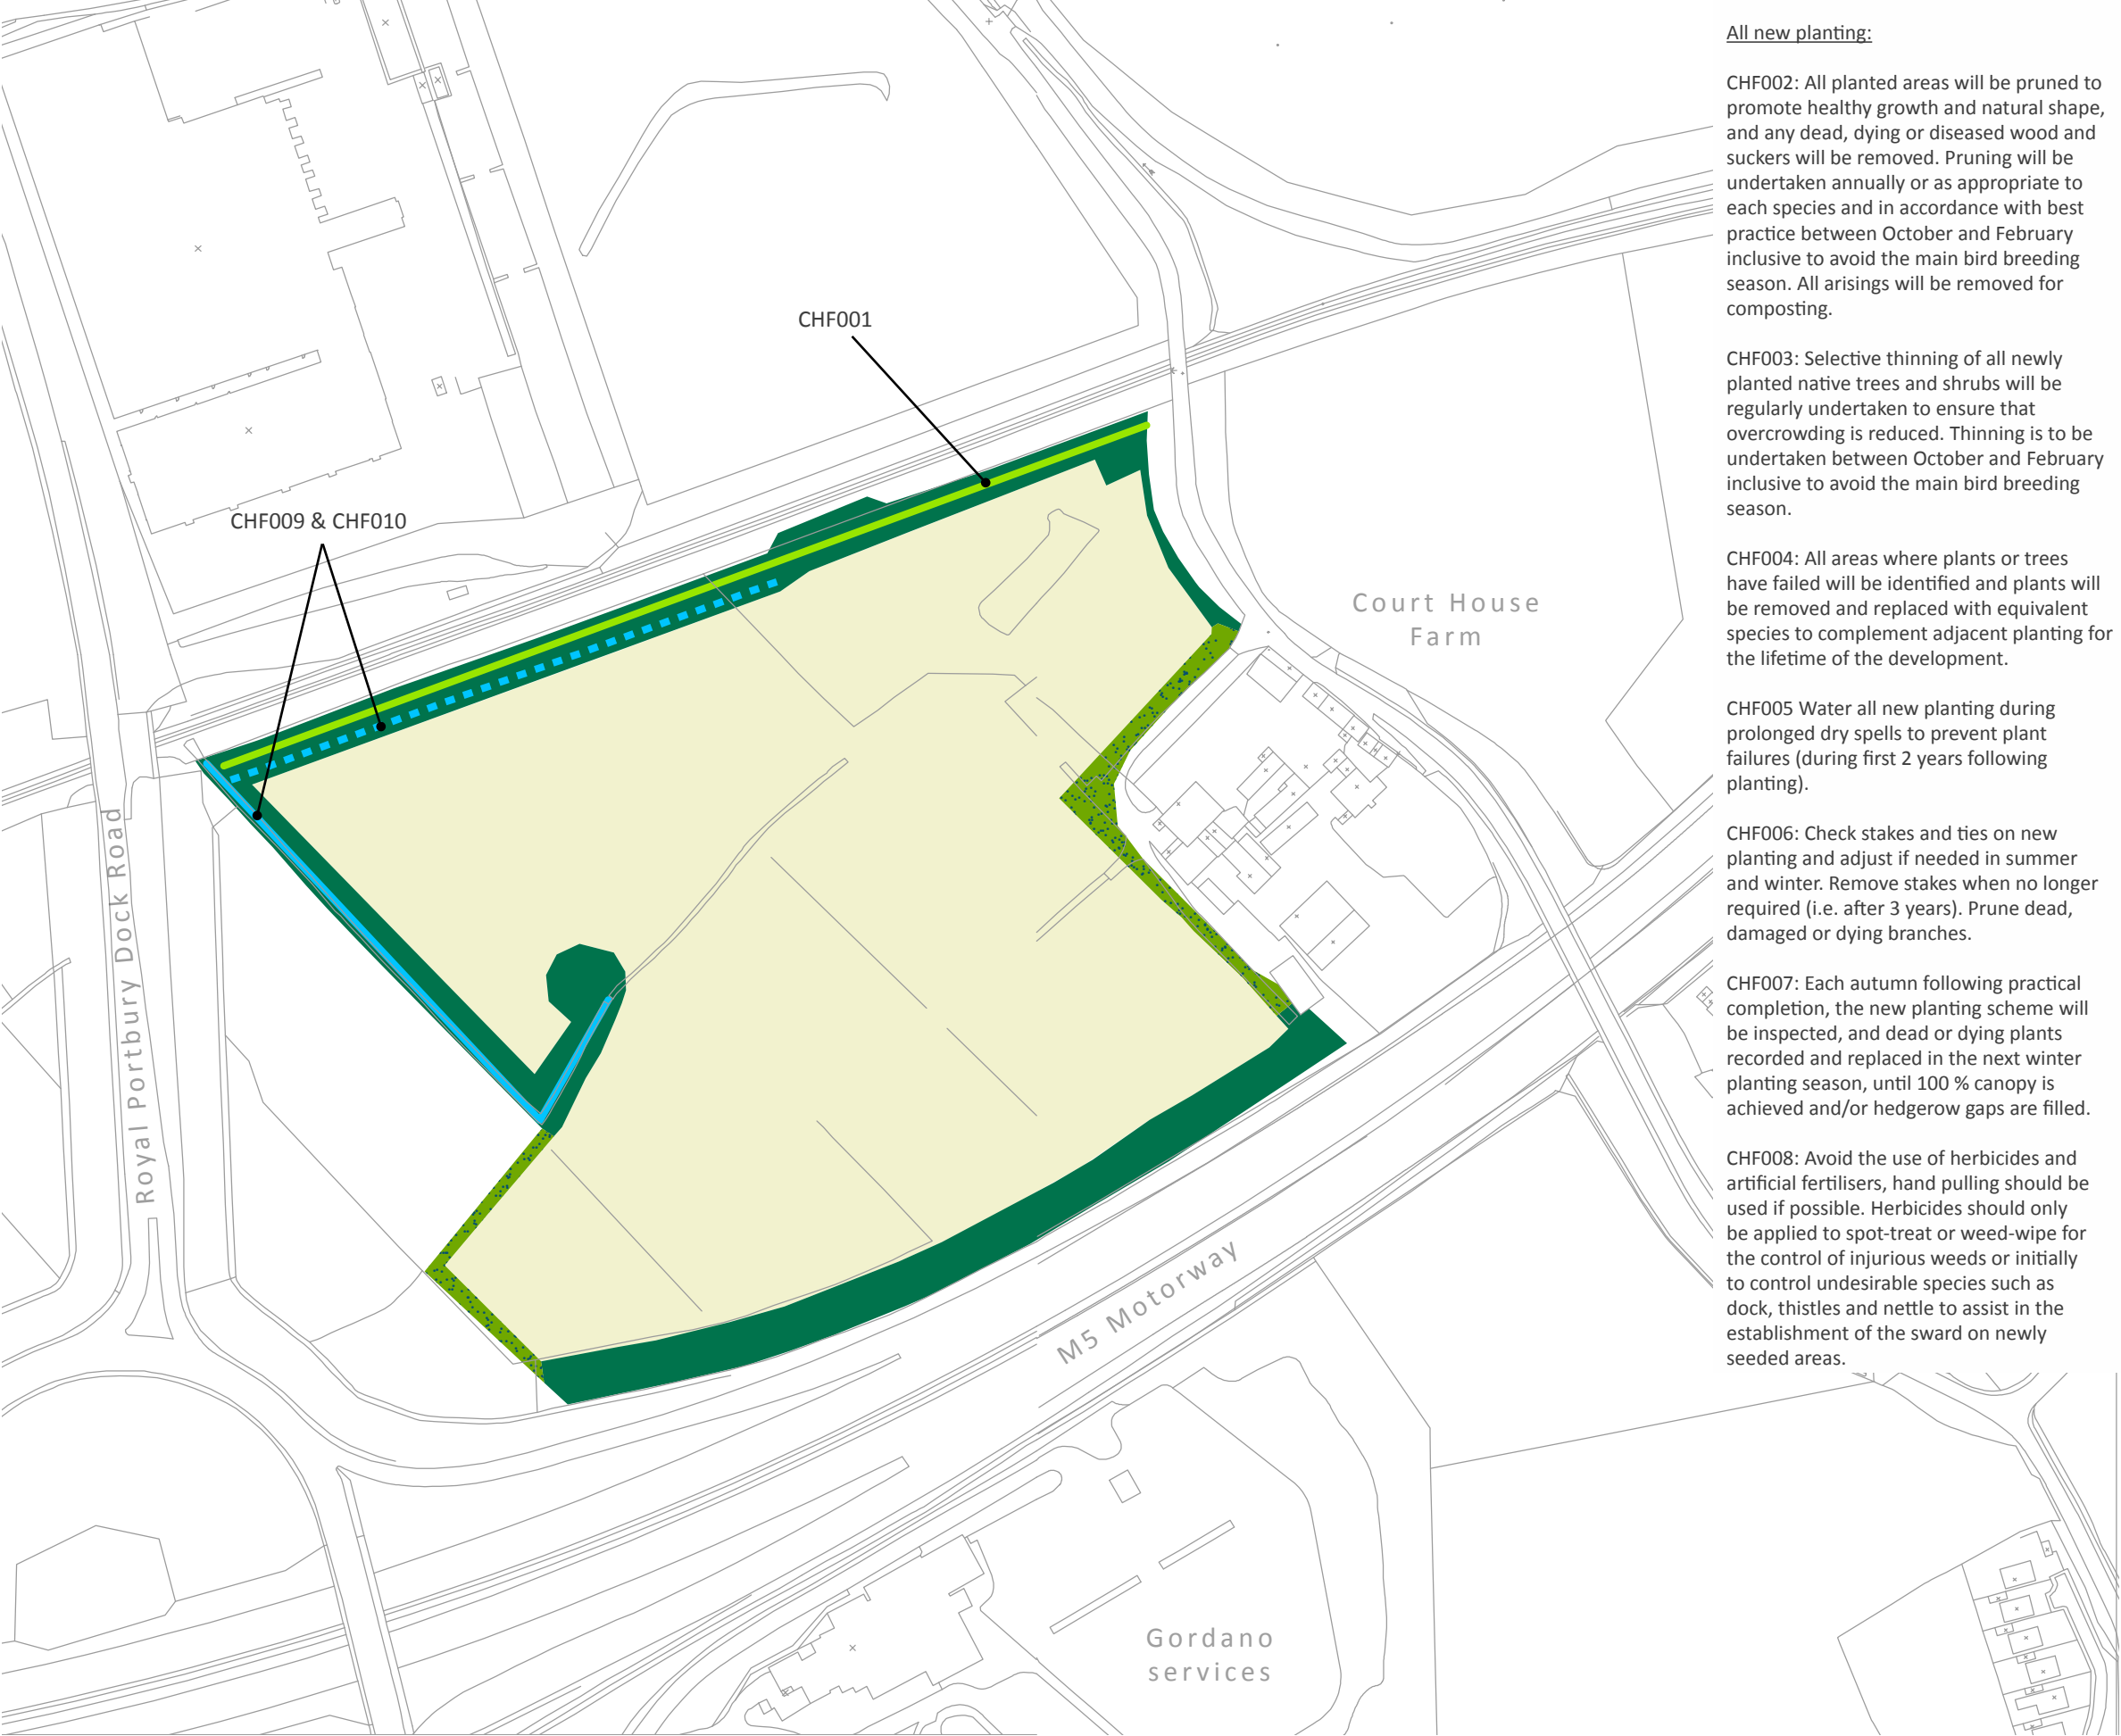 All new planting:
CHF002: All planted areas will be pruned to
promote healthy growth and natural shape,
and any dead, dying or diseased wood and
suckers will be removed. Pruning will be
undertaken annually or as appropriate to
each species and in accordance with best
practice between October and February
inclusive to avoid the main bird breeding
season. All arisings will be removed for
composting.
CHF003: Selective thinning of all newly
planted native trees and shrubs will be
regularly undertaken to ensure that
overcrowding is reduced. Thinning is to be
undertaken between October and February
inclusive to avoid the main bird breeding
season.
CHF004: All areas where plants or trees
have failed will be identified and plants will
be removed and replaced with equivalent
species to complement adjacent planting for
the lifetime of the development.
CHF005 Water all new planting during
prolonged dry spells to prevent plant
failures (during first 2 years following
planting).
CHF006: Check stakes and ties on new
planting and adjust if needed in summer
and winter. Remove stakes when no longer
required (i.e. after 3 years). Prune dead,
damaged or dying branches.
CHF007: Each autumn following practical
completion, the new planting scheme will
be inspected, and dead or dying plants
recorded and replaced in the next winter
planting season, until 100 % canopy is
achieved and/or hedgerow gaps are filled.
CHF008: Avoid the use of herbicides and
artificial fertilisers, hand pulling should be
used if possible. Herbicides should only
be applied to spot-treat or weed-wipe for
the control of injurious weeds or initially
to control undesirable species such as
dock, thistles and nettle to assist in the
establishment of the sward on newly
seeded areas.
CHF001
CHF009 & CHF010
Court House
Farm
Royal Portbury Dock Road
M5 Motorway
Gordano
services